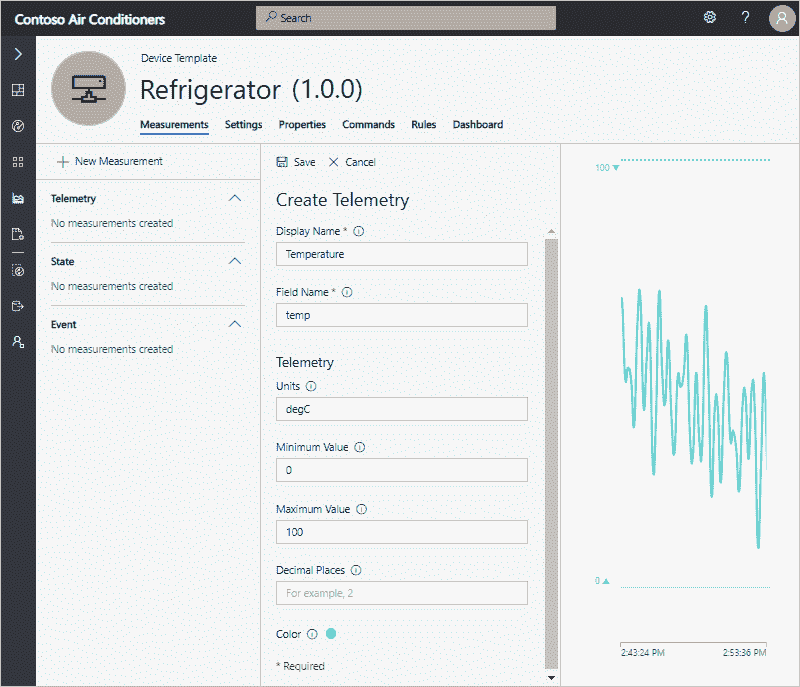 Contoso Air Conditioners
Search
?
Device Template
Refrigerator (1.0.0)
Measurements Settings Properties Commands Rules Dashboard
New Measurement
Telemetry
No measurements created
State
No measurements created
Event
No measurements created
Save Cancel
Create Telemetry
Display Name *
Temperature
Field Name *
temp
Telemetry
Units
degC
Minimum Value
0
Maximum Value
100
Decimal Places
For example, 2
Color
* Required
100
0
2:43:24 PM 2:53:36 PM